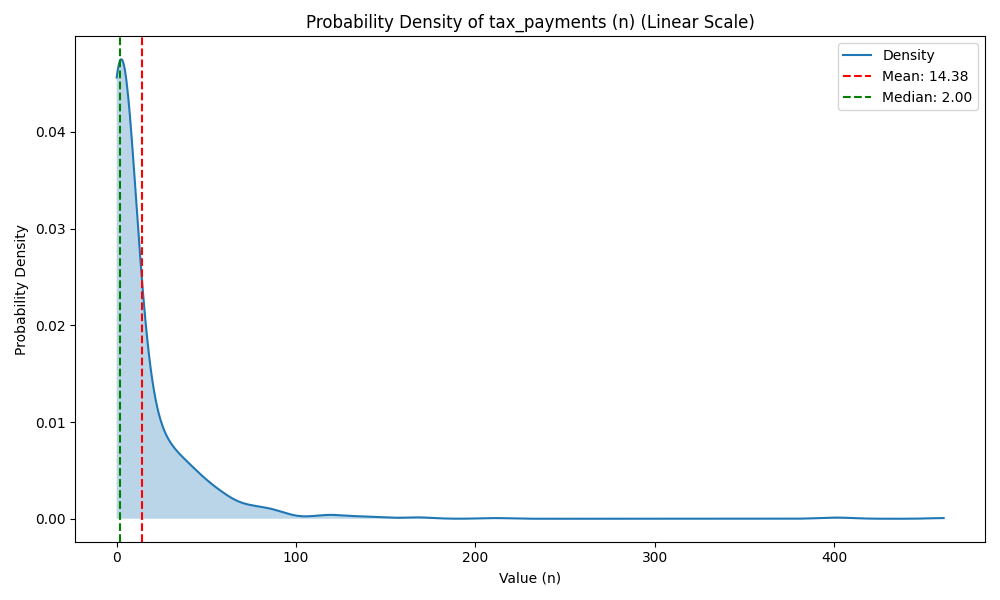 Probability Density of tax_payments (n) (Linear Scale)
Density
Mean: 14.38
Median: 2.00
Probability Density
0.04
0.03
0.02
0.01
0.00
0 100 200 300 400
Value (n)